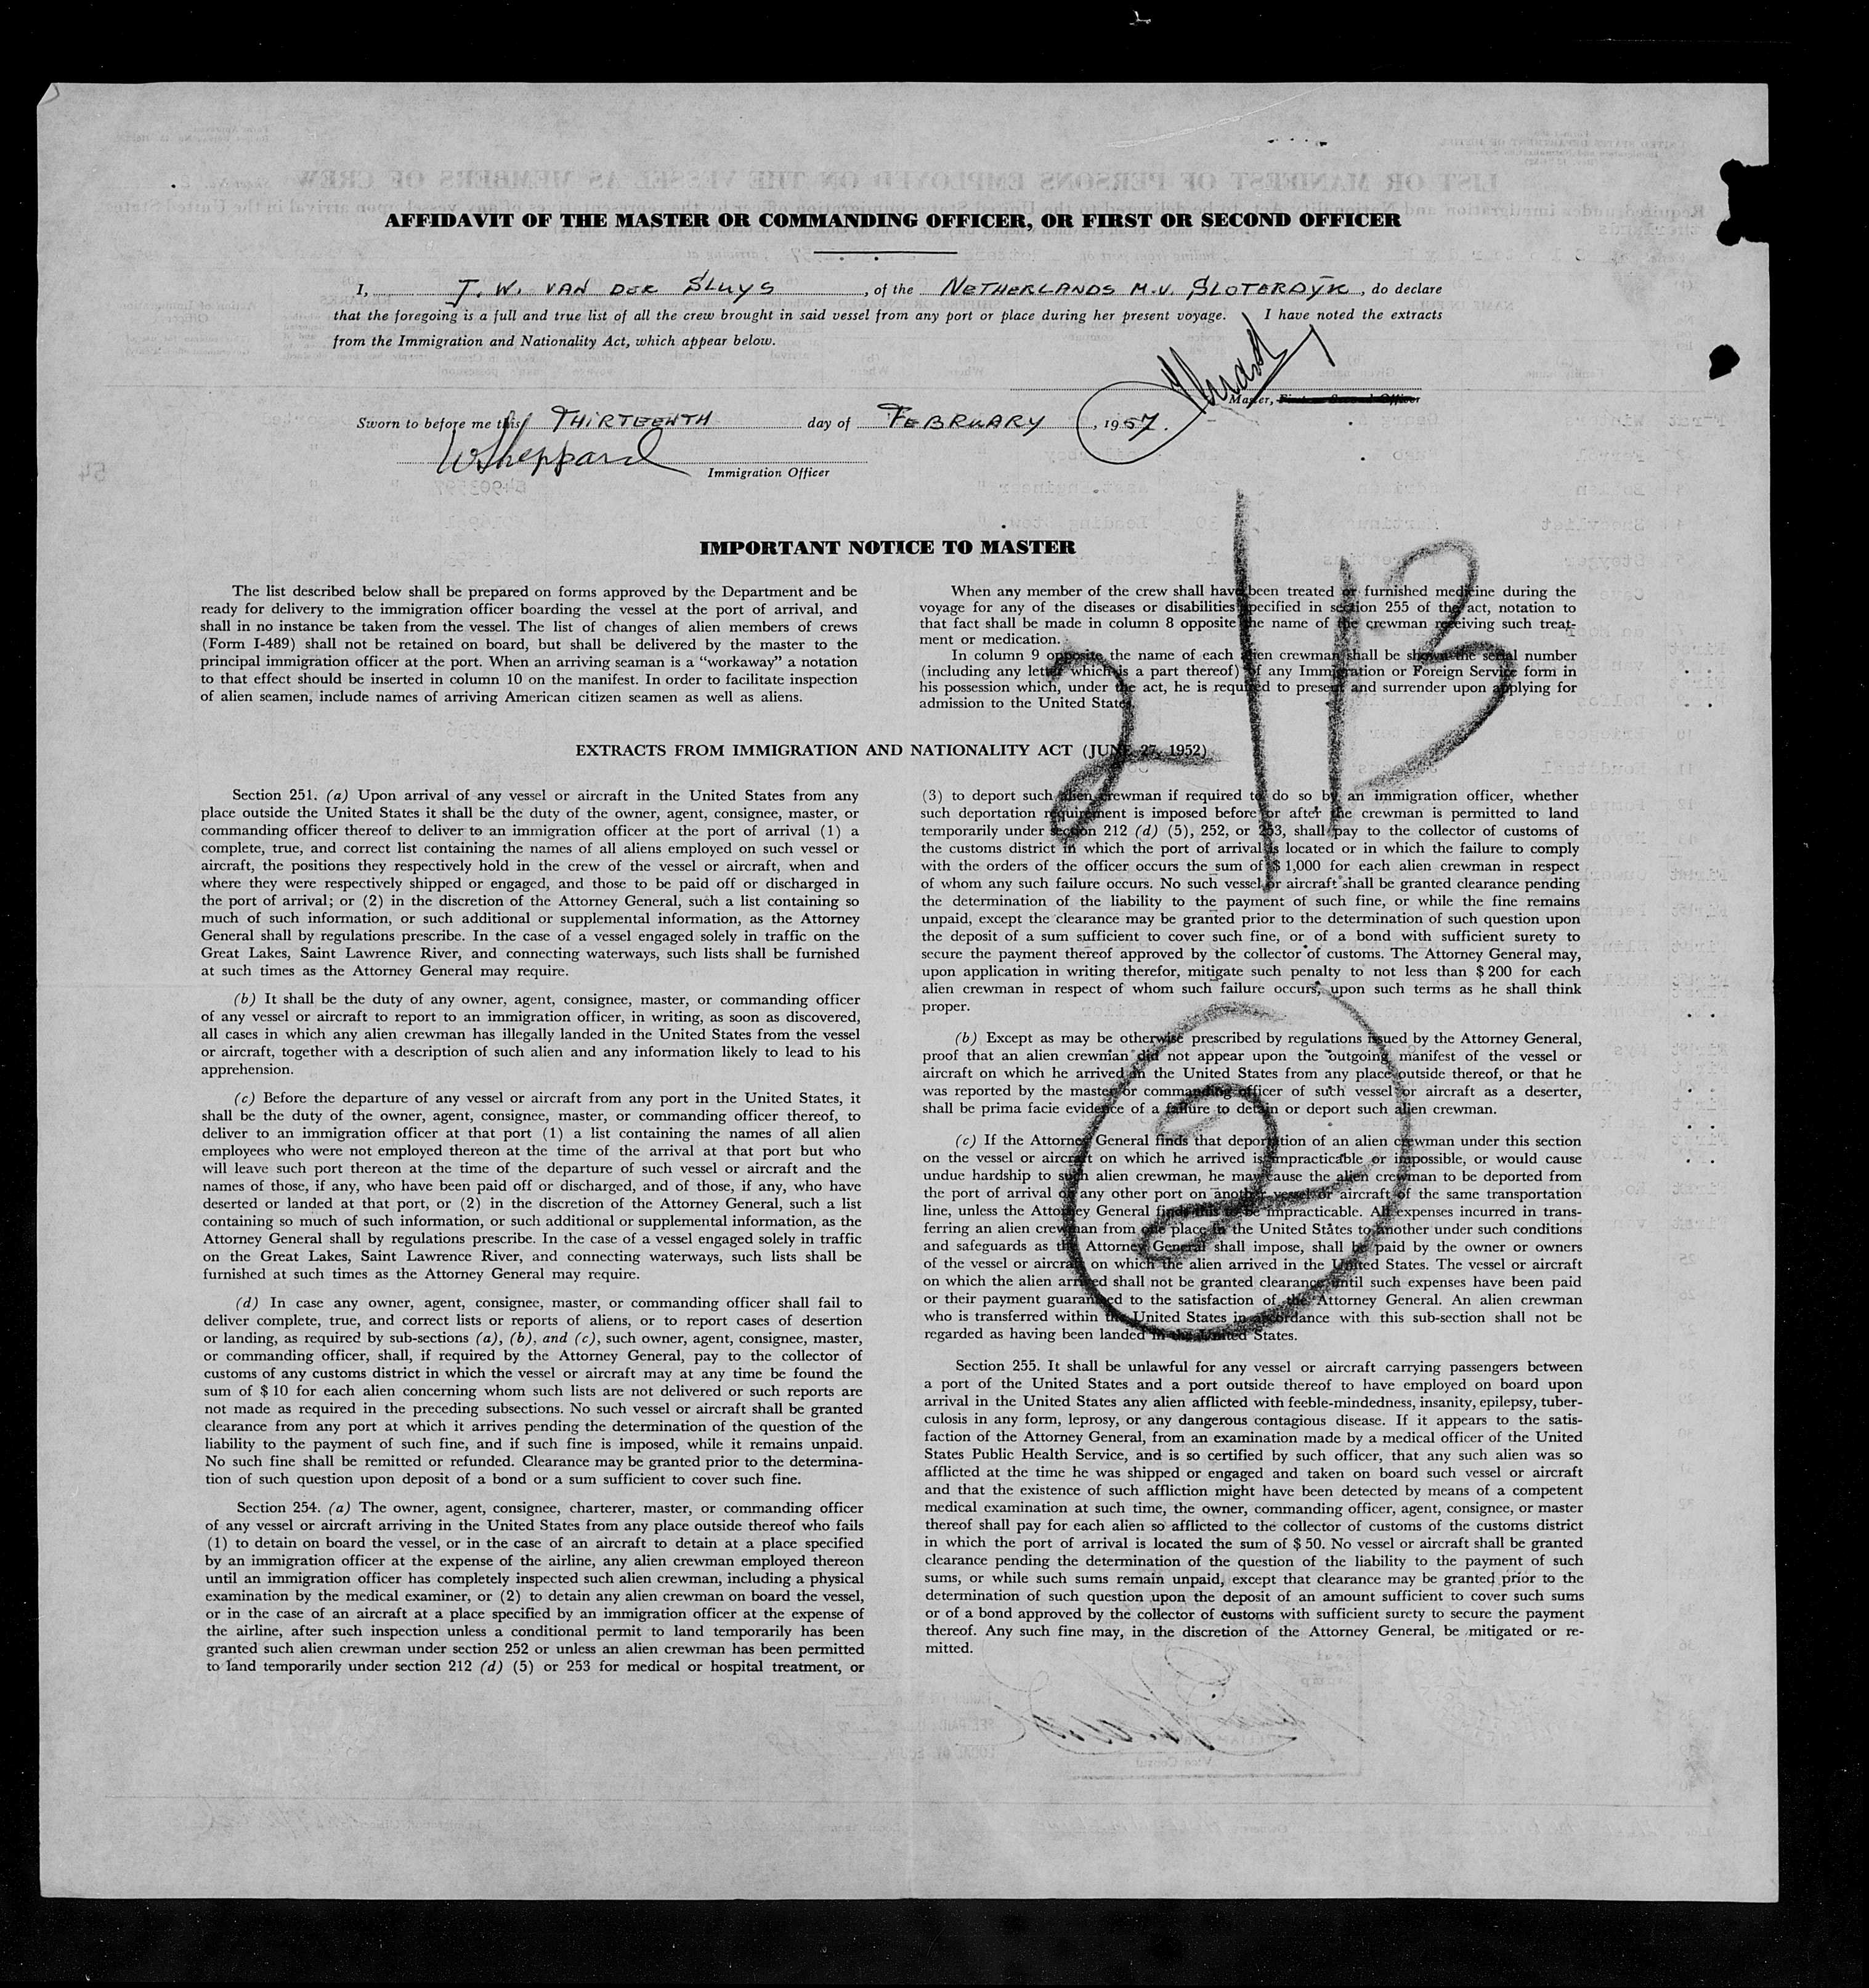 AFFIDAVIT OF THE MASTER OR COMMANDING OFFICER, OR FIRST OR SECOND OFFICER
I, J. W. VAN DER SLUYS, of the NETHERLANDS M.V. SLOTERDYK, do declare
that the foregoing is a full and true list of all the crew brought in said vessel from any port or place during her present voyage. I have noted the extracts
from the Immigration and Nationality Act, which appear below.
Master, First or Second Officer
Sworn to before me this THIRTEENTH day of FEBRUARY, 1957.
W Sheppard
Immigration Officer
IMPORTANT NOTICE TO MASTER
The list described below shall be prepared on forms approved by the Department and be
ready for delivery to the immigration officer boarding the vessel at the port of arrival, and
shall in no instance be taken from the vessel. The list of changes of alien members of crews
(Form I-489) shall not be retained on board, but shall be delivered by the master to the
principal immigration officer at the port. When an arriving seaman is a “workaway” a notation
to that effect should be inserted in column 10 on the manifest. In order to facilitate inspection
of alien seamen, include names of arriving American citizen seamen as well as aliens.
When any member of the crew shall have been treated or furnished medicine during the
voyage for any of the diseases or disabilities specified in section 255 of the act, notation to
that fact shall be made in column 8 opposite the name of the crewman receiving such treat-
ment or medication.
In column 9 opposite the name of each alien crewman shall be shown the serial number
(including any letter which is a part thereof) of any Immigration or Foreign Service form in
his possession which, under the act, he is required to present and surrender upon applying for
admission to the United States.
2/13
EXTRACTS FROM IMMIGRATION AND NATIONALITY ACT (JUNE 27, 1952)
Section 251. (a) Upon arrival of any vessel or aircraft in the United States from any
place outside the United States it shall be the duty of the owner, agent, consignee, master, or
commanding officer thereof to deliver to an immigration officer at the port of arrival (1) a
complete, true, and correct list containing the names of all aliens employed on such vessel or
aircraft, the positions they respectively hold in the crew of the vessel or aircraft, when and
where they were respectively shipped or engaged, and those to be paid off or discharged in
the port of arrival; or (2) in the discretion of the Attorney General, such a list containing so
much of such information, or such additional or supplemental information, as the Attorney
General shall by regulations prescribe. In the case of a vessel engaged solely in traffic on the
Great Lakes, Saint Lawrence River, and connecting waterways, such lists shall be furnished
at such times as the Attorney General may require.
(b) It shall be the duty of any owner, agent, consignee, master, or commanding officer
of any vessel or aircraft to report to an immigration officer, in writing, as soon as discovered,
all cases in which any alien crewman has illegally landed in the United States from the vessel
or aircraft, together with a description of such alien and any information likely to lead to his
apprehension.
(c) Before the departure of any vessel or aircraft from any port in the United States, it
shall be the duty of the owner, agent, consignee, master, or commanding officer thereof, to
deliver to an immigration officer at that port (1) a list containing the names of all alien
employees who were not employed thereon at the time of the arrival at that port but who
will leave such port thereon at the time of the departure of such vessel or aircraft and the
names of those, if any, who have been paid off or discharged, and of those, if any, who have
deserted or landed at that port, or (2) in the discretion of the Attorney General, such a list
containing so much of such information, or such additional or supplemental information, as the
Attorney General shall by regulations prescribe. In the case of a vessel engaged solely in traffic
on the Great Lakes, Saint Lawrence River, and connecting waterways, such lists shall be
furnished at such times as the Attorney General may require.
(d) In case any owner, agent, consignee, master, or commanding officer shall fail to
deliver complete, true, and correct lists or reports of aliens, or to report cases of desertion
or landing, as required by sub-sections (a), (b), and (c), such owner, agent, consignee, master,
or commanding officer, shall, if required by the Attorney General, pay to the collector of
customs of any customs district in which the vessel or aircraft may at any time be found the
sum of $ 10 for each alien concerning whom such lists are not delivered or such reports are
not made as required in the preceding subsections. No such vessel or aircraft shall be granted
clearance from any port at which it arrives pending the determination of the question of the
liability to the payment of such fine, and if such fine is imposed, while it remains unpaid.
No such fine shall be remitted or refunded. Clearance may be granted prior to the determina-
tion of such question upon deposit of a bond or a sum sufficient to cover such fine.
Section 254. (a) The owner, agent, consignee, charterer, master, or commanding officer
of any vessel or aircraft arriving in the United States from any place outside thereof who fails
(1) to detain on board the vessel, or in the case of an aircraft to detain at a place specified
by an immigration officer at the expense of the airline, any alien crewman employed thereon
until an immigration officer has completely inspected such alien crewman, including a physical
examination by the medical examiner, or (2) to detain any alien crewman on board the vessel,
or in the case of an aircraft at a place specified by an immigration officer at the expense of
the airline, after such inspection unless a conditional permit to land temporarily has been
granted such alien crewman under section 252 or unless an alien crewman has been permitted
to land temporarily under section 212 (d) (5) or 253 for medical or hospital treatment, or
(3) to deport such alien crewman if required to do so by an immigration officer, whether
such deportation requirement is imposed before or after the crewman is permitted to land
temporarily under section 212 (d) (5), 252, or 253, shall pay to the collector of customs of
the customs district in which the port of arrival is located or in which the failure to comply
with the orders of the officer occurs the sum of $ 1,000 for each alien crewman in respect
of whom any such failure occurs. No such vessel or aircraft shall be granted clearance pending
the determination of the liability to the payment of such fine, or while the fine remains
unpaid, except the clearance may be granted prior to the determination of such question upon
the deposit of a sum sufficient to cover such fine, or of a bond with sufficient surety to
secure the payment thereof approved by the collector of customs. The Attorney General may,
upon application in writing therefor, mitigate such penalty to not less than $ 200 for each
alien crewman in respect of whom such failure occurs, upon such terms as he shall think
proper.
(b) Except as may be otherwise prescribed by regulations issued by the Attorney General,
proof that an alien crewman did not appear upon the outgoing manifest of the vessel or
aircraft on which he arrived in the United States from any place outside thereof, or that he
was reported by the master or commanding officer of such vessel or aircraft as a deserter,
shall be prima facie evidence of a failure to detain or deport such alien crewman.
(c) If the Attorney General finds that deportation of an alien crewman under this section
on the vessel or aircraft on which he arrived is impracticable or impossible, or would cause
undue hardship to such alien crewman, he may cause the alien crewman to be deported from
the port of arrival or any other port on another vessel or aircraft of the same transportation
line, unless the Attorney General finds this to be impracticable. All expenses incurred in trans-
ferring an alien crewman from one place in the United States to another under such conditions
and safeguards as the Attorney General shall impose, shall be paid by the owner or owners
of the vessel or aircraft on which the alien arrived in the United States. The vessel or aircraft
on which the alien arrived shall not be granted clearance until such expenses have been paid
or their payment guaranteed to the satisfaction of the Attorney General. An alien crewman
who is transferred within the United States in accordance with this sub-section shall not be
regarded as having been landed in the United States.
2
Section 255. It shall be unlawful for any vessel or aircraft carrying passengers between
a port of the United States and a port outside thereof to have employed on board upon
arrival in the United States any alien afflicted with feeble-mindedness, insanity, epilepsy, tuber-
culosis in any form, leprosy, or any dangerous contagious disease. If it appears to the satis-
faction of the Attorney General, from an examination made by a medical officer of the United
States Public Health Service, and is so certified by such officer, that any such alien was so
afflicted at the time he was shipped or engaged and taken on board such vessel or aircraft
and that the existence of such affliction might have been detected by means of a competent
medical examination at such time, the owner, commanding officer, agent, consignee, or master
thereof shall pay for each alien so afflicted to the collector of customs of the customs district
in which the port of arrival is located the sum of $ 50. No vessel or aircraft shall be granted
clearance pending the determination of the question of the liability to the payment of such
sums, or while such sums remain unpaid, except that clearance may be granted prior to the
determination of such question upon the deposit of an amount sufficient to cover such sums
or of a bond approved by the collector of customs with sufficient surety to secure the payment
thereof. Any such fine may, in the discretion of the Attorney General, be mitigated or re-
mitted.